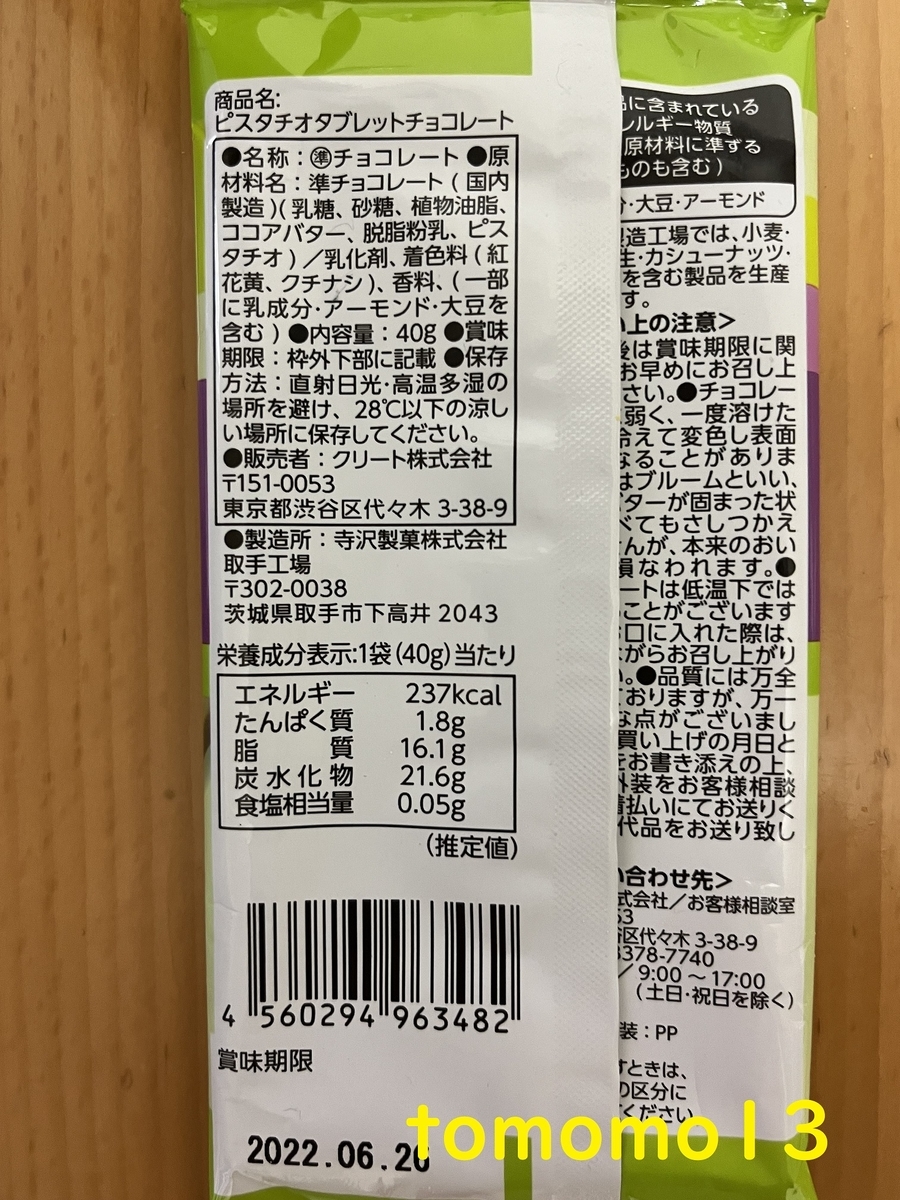 商品名:
ピスタチオタブレットチョコレート
●名称：㊜チョコレート ●原
材料名：準チョコレート（国内
製造）(乳糖、砂糖、植物油脂、
ココアバター、脱脂粉乳、ピス
タチオ）／乳化剤、着色料（紅
花黄、クチナシ）、香料、（一部
に乳成分・アーモンド・大豆を
含む）●内容量：40g ●賞味
期限：枠外下部に記載 ●保存
方法：直射日光・高温多湿の
場所を避け、28℃以下の涼し
い場所に保存してください。
●販売者：クリート株式会社
〒151-0053
東京都渋谷区代々木 3-38-9
●製造所：寺沢製菓株式会社
取手工場
〒302-0038
茨城県取手市下高井 2043
栄養成分表示:1袋(40g)当たり
エネルギー 237kcal
たんぱく質 1.8g
脂質 16.1g
炭水化物 21.6g
食塩相当量 0.05g
（推定値）
4 560294 963482
賞味期限
2022.06.20
に含まれている
レルギー物質
原材料に準ずる
ものも含む）
・大豆・アーモンド
造工場では、小麦・
生・カシューナッツ・
を含む製品を生産
す。
上の注意＞
後は賞味期限に関
お早めにお召し上
さい。●チョコレー
弱く、一度溶けた
冷えて変色し表面
なることがありま
はブルームといい、
ターが固まった状
べてもさしつかえ
んが、本来のおい
損なわれます。●
ートは低温下では
ことがございます
口に入れた際は、
がらお召し上がり
い。●品質には万全
ておりますが、万一
な点がございまし
買い上げの月日と
をお書き添えの上、
外装をお客様相談
払いにてお送りく
代品をお送り致し
い合わせ先＞
式会社／お客様相談室
53
区代々木 3-38-9
3378-7740
／9:00～17:00
（土日・祝日を除く）
装：PP
すときは、
の区分に
ください
tomomo13